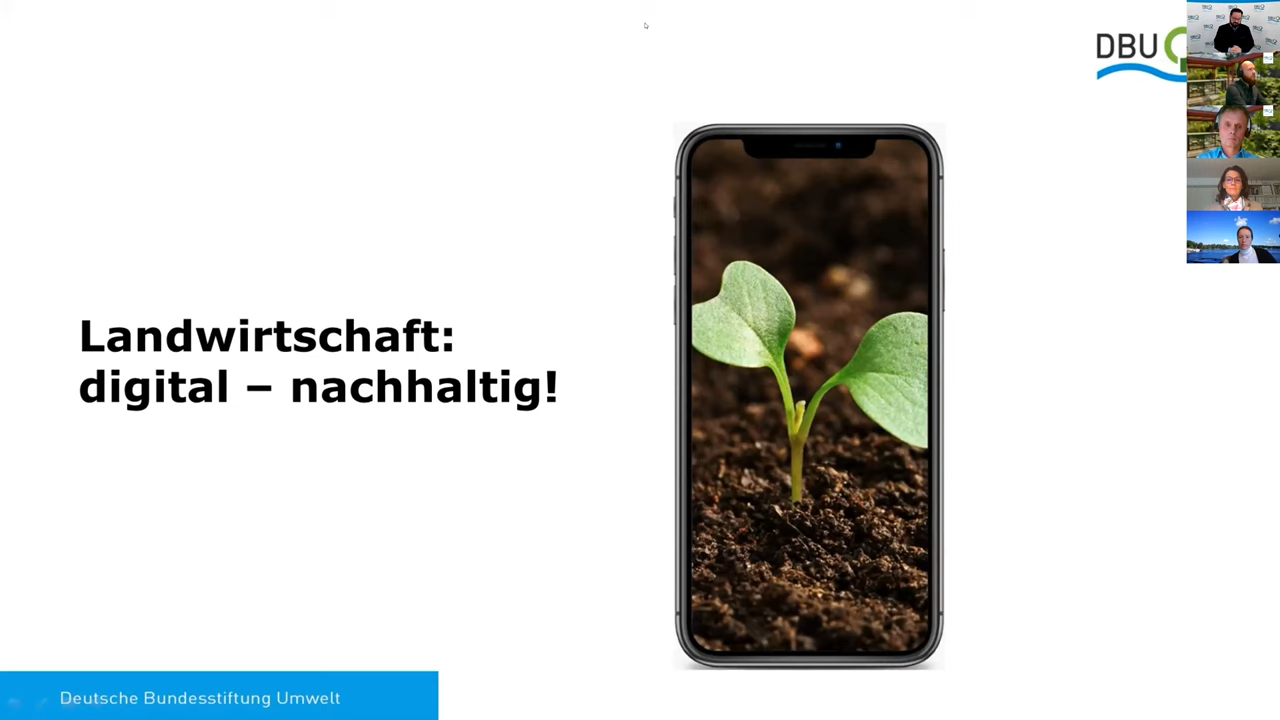 DBU
Landwirtschaft:
digital – nachhaltig!
Deutsche Bundesstiftung Umwelt